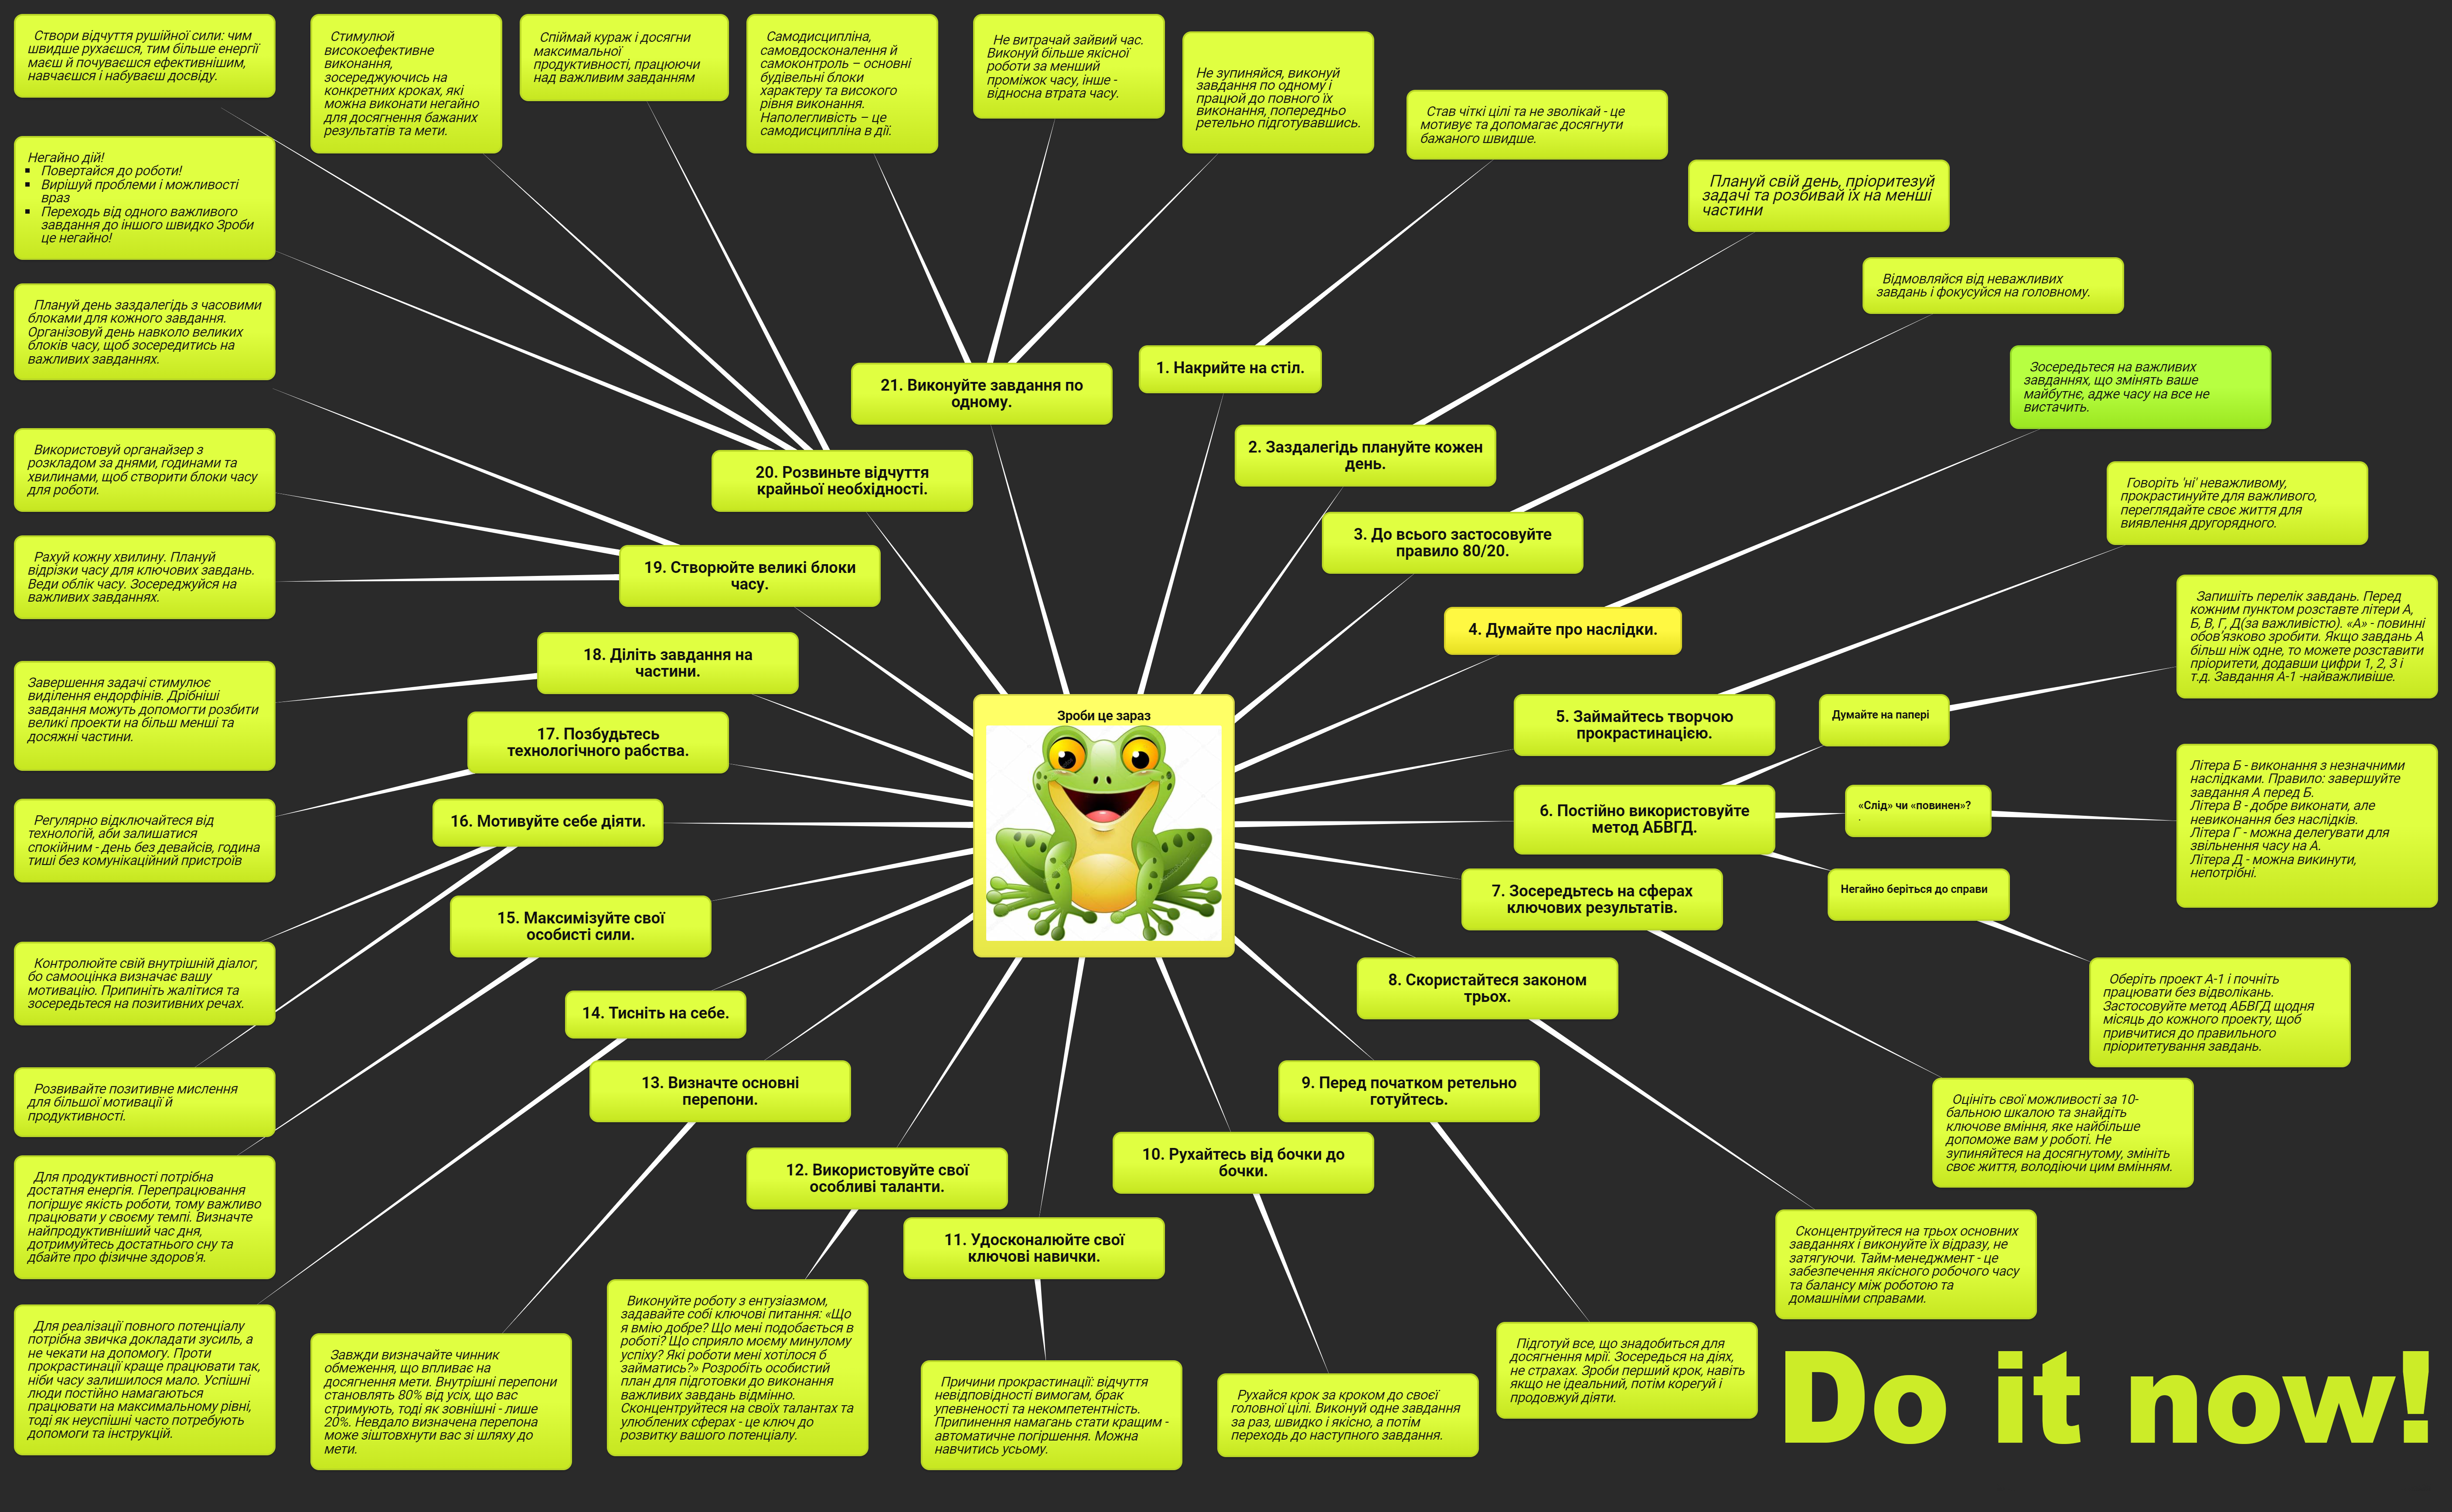 Зроби це зараз
1. Накрийте на стіл.
Став чіткі цілі та не зволікай - це
мотивує та допомагає досягнути
бажаного швидше.
2. Заздалегідь плануйте кожен
день.
Плануй свій день, пріоритезуй
задачі та розбивай їх на менші
частини
3. До всього застосовуйте
правило 80/20.
Відмовляйся від неважливих
завдань і фокусуйся на головному.
4. Думайте про наслідки.
Зосередьтеся на важливих
завданнях, що змінять ваше
майбутнє, адже часу на все не
вистачить.
5. Займайтесь творчою
прокрастинацією.
Говоріть 'ні' неважливому,
прокрастинуйте для важливого,
переглядайте своє життя для
виявлення другорядного.
6. Постійно використовуйте
метод АБВГД.
Думайте на папері
Запишіть перелік завдань. Перед
кожним пунктом розставте літери А,
Б, В, Г, Д(за важливістю). «А» - повинні
обов'язково зробити. Якщо завдань А
більш ніж одне, то можете розставити
пріоритети, додавши цифри 1, 2, 3 і
т.д. Завдання А-1 -найважливіше.
«Слід» чи «повинен»?
.
Літера Б - виконання з незначними
наслідками. Правило: завершуйте
завдання А перед Б.
Літера В - добре виконати, але
невиконання без наслідків.
Літера Г - можна делегувати для
звільнення часу на А.
Літера Д - можна викинути,
непотрібні.
Негайно беріться до справи
Оберіть проект А-1 і почніть
працювати без відволікань.
Застосовуйте метод АБВГД щодня
місяць до кожного проекту, щоб
привчитися до правильного
пріоритетування завдань.
7. Зосередьтесь на сферах
ключових результатів.
Оцініть свої можливості за 10-
бальною шкалою та знайдіть
ключове вміння, яке найбільше
допоможе вам у роботі. Не
зупиняйтеся на досягнутому, змініть
своє життя, володіючи цим вмінням.
8. Скористайтеся законом
трьох.
Сконцентруйтеся на трьох основних
завданнях і виконуйте їх відразу, не
затягуючи. Тайм-менеджмент - це
забезпечення якісного робочого часу
та балансу між роботою та
домашніми справами.
9. Перед початком ретельно
готуйтесь.
Підготуй все, що знадобиться для
досягнення мрії. Зосередься на діях,
не страхах. Зроби перший крок, навіть
якщо не ідеальний, потім корегуй і
продовжуй діяти.
10. Рухайтесь від бочки до
бочки.
Рухайся крок за кроком до своєї
головної цілі. Виконуй одне завдання
за раз, швидко і якісно, а потім
переходь до наступного завдання.
11. Удосконалюйте свої
ключові навички.
Причини прокрастинації: відчуття
невідповідності вимогам, брак
упевненості та некомпетентність.
Припинення намагань стати кращим -
автоматичне погіршення. Можна
навчитись усьому.
12. Використовуйте свої
особливі таланти.
Виконуйте роботу з ентузіазмом,
задавайте собі ключові питання: «Що
я вмію добре? Що мені подобається в
роботі? Що сприяло моєму минулому
успіху? Які роботи мені хотілося б
займатись?» Розробіть особистий
план для підготовки до виконання
важливих завдань відмінно.
Сконцентруйтеся на своїх талантах та
улюблених сферах - це ключ до
розвитку вашого потенціалу.
13. Визначте основні
перепони.
Завжди визначайте чинник
обмеження, що впливає на
досягнення мети. Внутрішні перепони
становлять 80% від усіх, що вас
стримують, тоді як зовнішні - лише
20%. Невдало визначена перепона
може зіштовхнути вас зі шляху до
мети.
14. Тисніть на себе.
Для реалізації повного потенціалу
потрібна звичка докладати зусиль, а
не чекати на допомогу. Проти
прокрастинації краще працювати так,
ніби часу залишилося мало. Успішні
люди постійно намагаються
працювати на максимальному рівні,
тоді як неуспішні часто потребують
допомоги та інструкцій.
15. Максимізуйте свої
особисті сили.
Для продуктивності потрібна
достатня енергія. Перепрацювання
погіршує якість роботи, тому важливо
працювати у своєму темпі. Визначте
найпродуктивніший час дня,
дотримуйтесь достатнього сну та
дбайте про фізичне здоров'я.
16. Мотивуйте себе діяти.
Контролюйте свій внутрішній діалог,
бо самооцінка визначає вашу
мотивацію. Припиніть жалітися та
зосередьтеся на позитивних речах.
Розвивайте позитивне мислення
для більшої мотивації й
продуктивності.
17. Позбудьтесь
технологічного рабства.
Регулярно відключайтеся від
технологій, аби залишатися
спокійним - день без девайсів, година
тиші без комунікаційний пристроїв
18. Діліть завдання на
частини.
Завершення задачі стимулює
виділення ендорфінів. Дрібніші
завдання можуть допомогти розбити
великі проекти на більш менші та
досяжні частини.
19. Створюйте великі блоки
часу.
Рахуй кожну хвилину. Плануй
відрізки часу для ключових завдань.
Веди облік часу. Зосереджуйся на
важливих завданнях.
Використовуй органайзер з
розкладом за днями, годинами та
хвилинами, щоб створити блоки часу
для роботи.
Плануй день заздалегідь з часовими
блоками для кожного завдання.
Організовуй день навколо великих
блоків часу, щоб зосередитись на
важливих завданнях.
20. Розвиньте відчуття
крайньої необхідності.
Негайно дій!
▪ Повертайся до роботи!
▪ Вирішуй проблеми і можливості
враз
▪ Переходь від одного важливого
завдання до іншого швидко Зроби
це негайно!
Створи відчуття рушійної сили: чим
швидше рухаєшся, тим більше енергії
маєш й почуваєшся ефективнішим,
навчаєшся і набуваєш досвіду.
Стимулюй
високоефективне
виконання,
зосереджуючись на
конкретних кроках, які
можна виконати негайно
для досягнення бажаних
результатів та мети.
Спіймай кураж і досягни
максимальної
продуктивності, працюючи
над важливим завданням
21. Виконуйте завдання по
одному.
Самодисципліна,
самовдосконалення й
самоконтроль – основні
будівельні блоки
характеру та високого
рівня виконання.
Наполегливість – це
самодисципліна в дії.
Не витрачай зайвий час.
Виконуй більше якісної
роботи за менший
проміжок часу, інше -
відносна втрата часу.
Не зупиняйся, виконуй
завдання по одному і
працюй до повного їх
виконання, попередньо
ретельно підготувавшись.
Do it now!